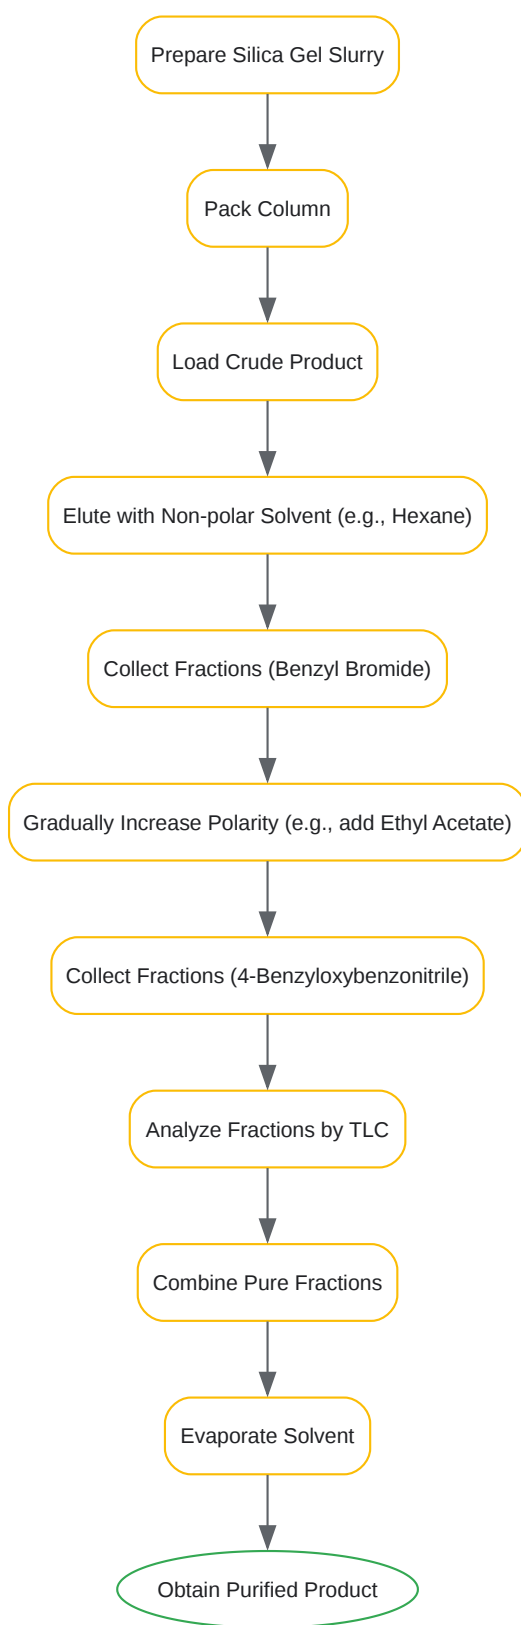 Prepare Silica Gel Slurry
Pack Column
Load Crude Product
Elute with Non-polar Solvent (e.g., Hexane)
Collect Fractions (Benzyl Bromide)
Gradually Increase Polarity (e.g., add Ethyl Acetate)
Collect Fractions (4-Benzyloxybenzonitrile)
Analyze Fractions by TLC
Combine Pure Fractions
Evaporate Solvent
Obtain Purified Product